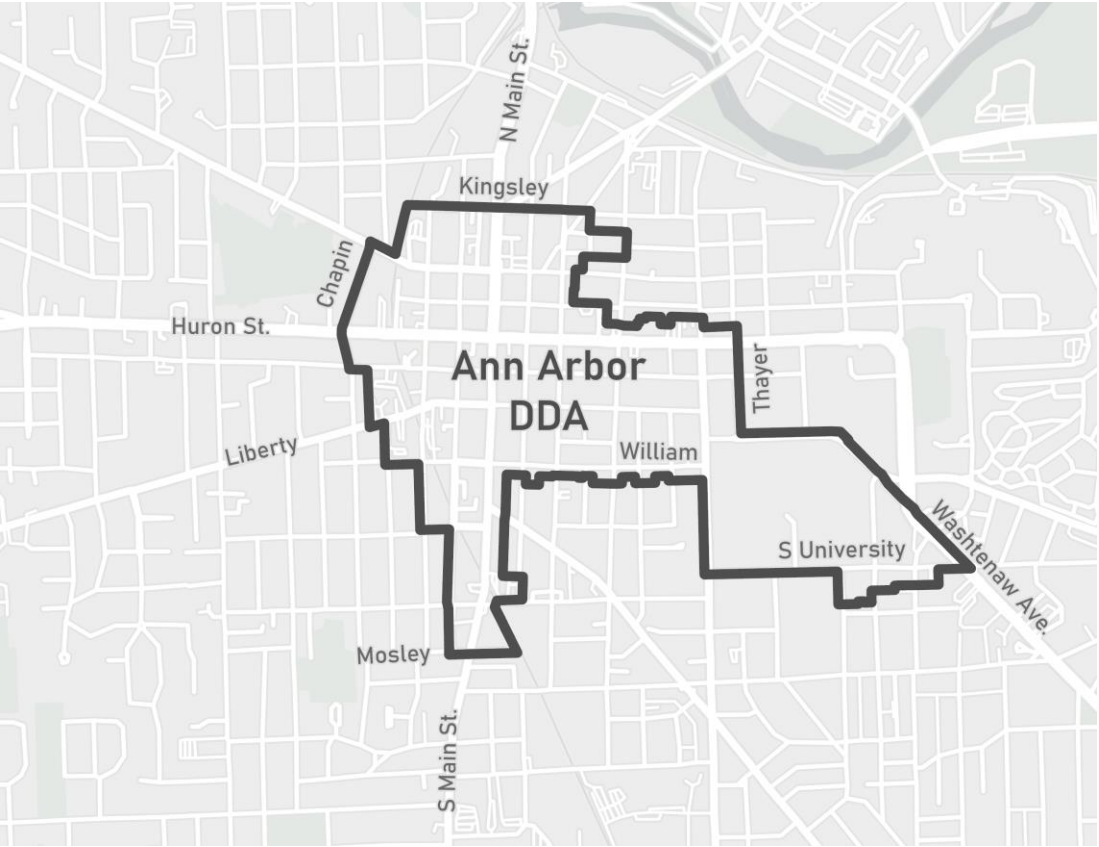 N Main St.
Kingsley
Chapin
Huron St.
Ann Arbor
DDA
Thayer
Liberty
William
Washtenaw Ave.
S University
Mosley
S Main St.